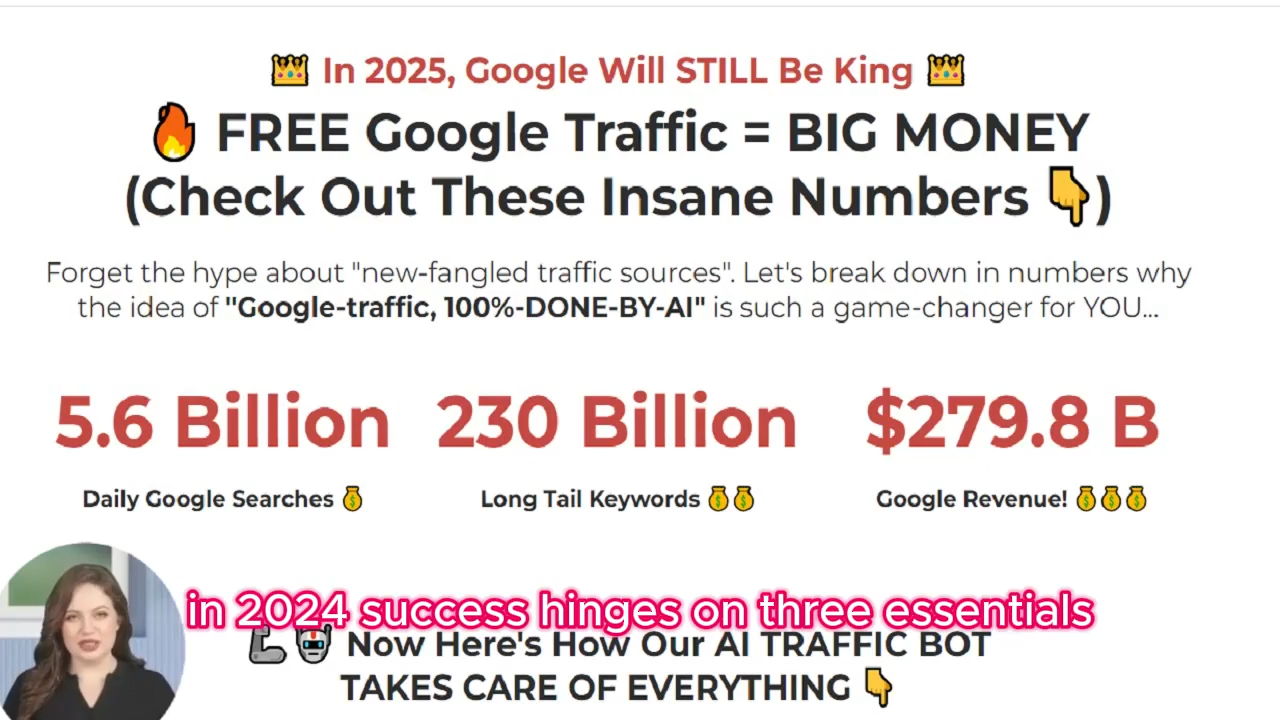 👑 In 2025, Google Will STILL Be King 👑
🔥 FREE Google Traffic = BIG MONEY
(Check Out These Insane Numbers 👇)
Forget the hype about "new-fangled traffic sources". Let's break down in numbers why
the idea of "Google-traffic, 100%-DONE-BY-AI" is such a game-changer for YOU...
5.6 Billion 230 Billion $279.8 B
Daily Google Searches 💰 Long Tail Keywords 💰💰 Google Revenue! 💰💰💰
in 2024 success hinges on three essentials
🦾🤖 Now Here's How Our AI TRAFFIC BOT
TAKES CARE OF EVERYTHING 👇